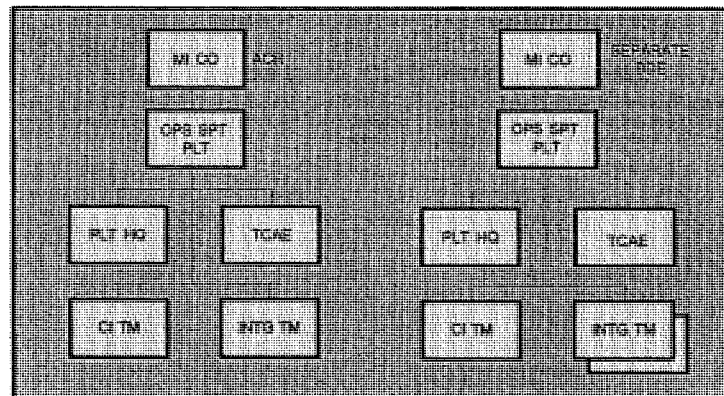 MI CO ACR
MI CO SEPARATE
BDE
OPS SPT
PLT
OPS SPT
PLT
PLT HQ TCAE
PLT HQ TCAE
CI TM INTG TM
CI TM INTG TM